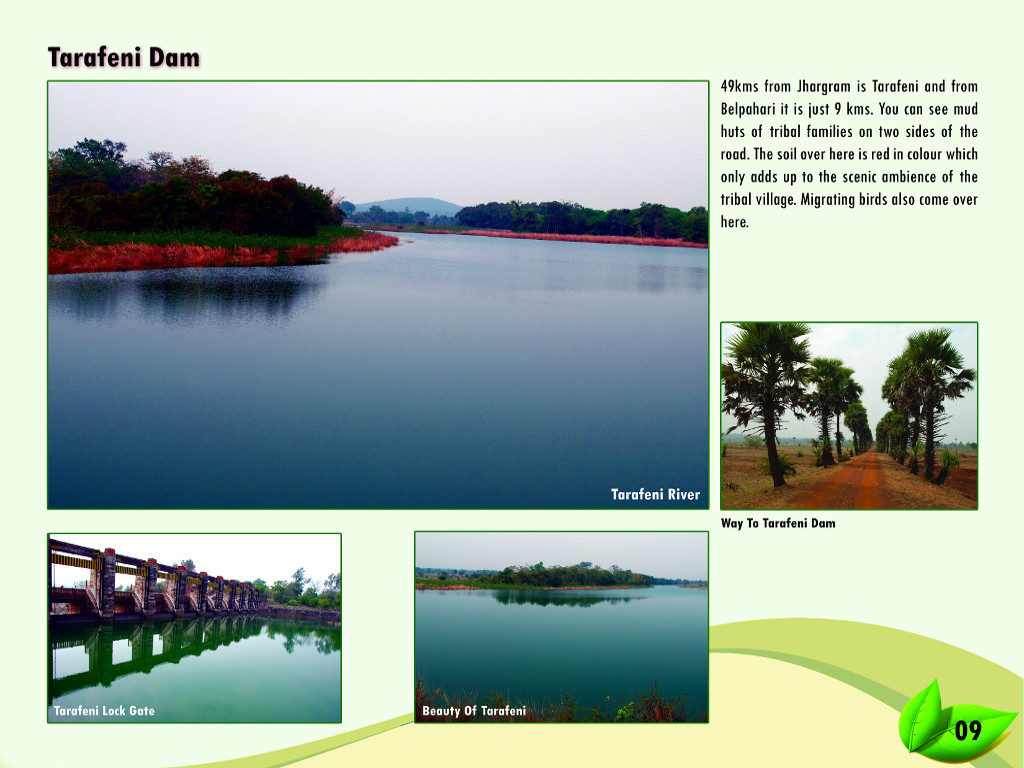 Tarafeni Dam
49kms from Jhargram is Tarafeni and from
Belpahari it is just 9 kms. You can see mud
huts of tribal families on two sides of the
road. The soil over here is red in colour which
only adds up to the scenic ambience of the
tribal village. Migrating birds also come over
here.
Tarafeni River
Way To Tarafeni Dam
Tarafeni Lock Gate
Beauty Of Tarafeni
09